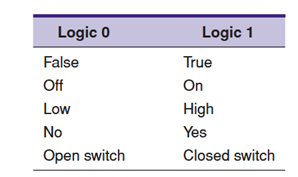 Logic 0 Logic 1
False True
Off On
Low High
No Yes
Open switch Closed switch